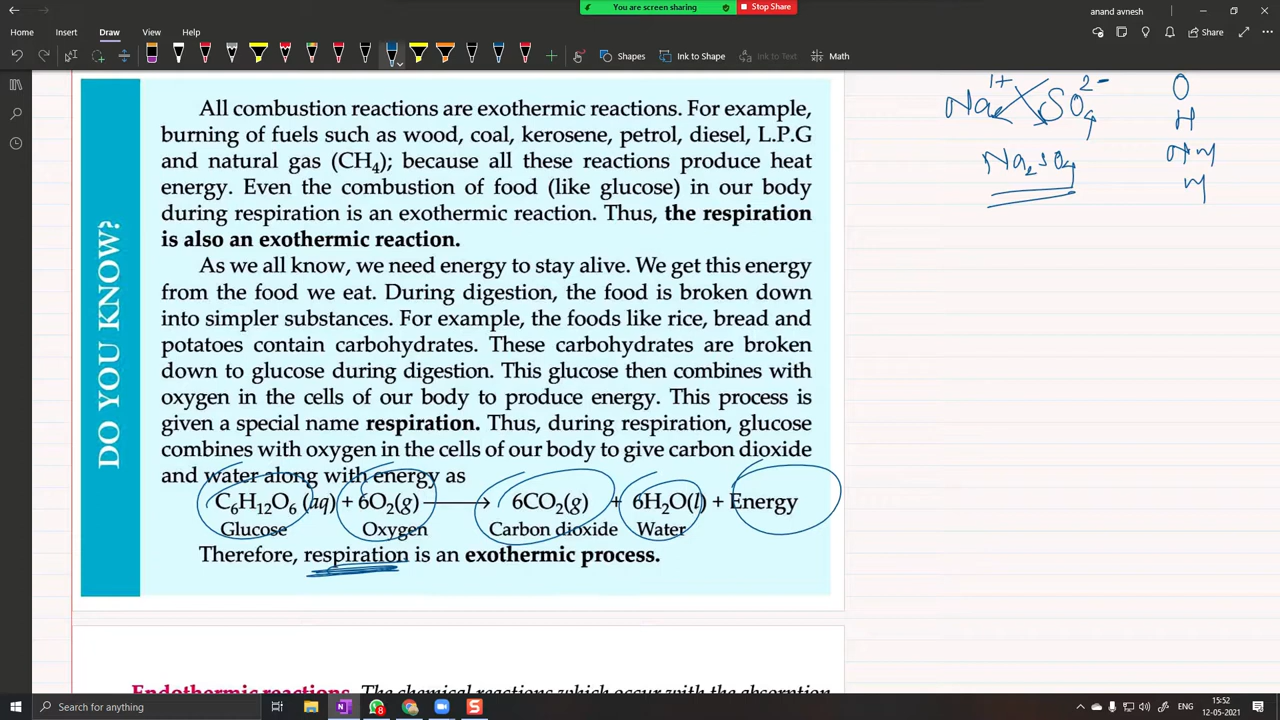 You are screen sharing
Stop Share
anand avnesh
Home Insert Draw View Help
Share
Shapes Ink to Shape Ink to Text Math
DO YOU KNOW?
All combustion reactions are exothermic reactions. For example,
burning of fuels such as wood, coal, kerosene, petrol, diesel, L.P.G
and natural gas (CH₄); because all these reactions produce heat
energy. Even the combustion of food (like glucose) in our body
during respiration is an exothermic reaction. Thus, the respiration
is also an exothermic reaction.
As we all know, we need energy to stay alive. We get this energy
from the food we eat. During digestion, the food is broken down
into simpler substances. For example, the foods like rice, bread and
potatoes contain carbohydrates. These carbohydrates are broken
down to glucose during digestion. This glucose then combines with
oxygen in the cells of our body to produce energy. This process is
given a special name respiration. Thus, during respiration, glucose
combines with oxygen in the cells of our body to give carbon dioxide
and water along with energy as
C₆H₁₂O₆ (aq) + 6O₂(g) ⟶ 6CO₂(g) + 6H₂O(l) + Energy
Glucose Oxygen Carbon dioxide Water
Therefore, respiration is an exothermic process.
Endothermic reactions. The chemical reactions which occur with the absorption
Na¹⁺ SO₄²⁻
Na₂SO₄
O
H
N-M
M
Search for anything
15:52
12-05-2021